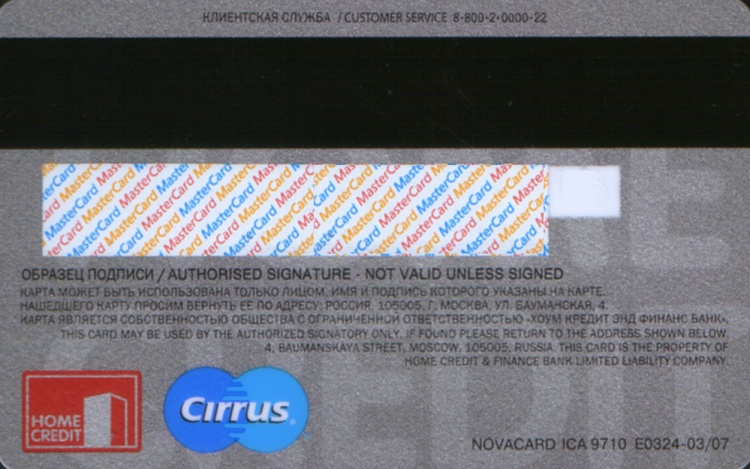 КЛИЕНТСКАЯ СЛУЖБА / CUSTOMER SERVICE 8-800-2-0000-22
MasterCard MasterCard MasterCard MasterCard MasterCard
ОБРАЗЕЦ ПОДПИСИ / AUTHORISED SIGNATURE - NOT VALID UNLESS SIGNED
КАРТА МОЖЕТ БЫТЬ ИСПОЛЬЗОВАНА ТОЛЬКО ЛИЦОМ, ИМЯ И ПОДПИСЬ КОТОРОГО УКАЗАНЫ НА КАРТЕ.
НАШЕДШЕГО КАРТУ ПРОСИМ ВЕРНУТЬ ЕЕ ПО АДРЕСУ: РОССИЯ, 105005, Г. МОСКВА, УЛ. БАУМАНСКАЯ, 4.
КАРТА ЯВЛЯЕТСЯ СОБСТВЕННОСТЬЮ ОБЩЕСТВА С ОГРАНИЧЕННОЙ ОТВЕТСТВЕННОСТЬЮ «ХОУМ КРЕДИТ ЭНД ФИНАНС БАНК».
THIS CARD MAY BE USED BY THE AUTHORIZED SIGNATORY ONLY. IF FOUND PLEASE RETURN TO THE ADDRESS SHOWN BELOW.
4, BAUMANSKAYA STREET, MOSCOW, 105005, RUSSIA. THIS CARD IS THE PROPERTY OF
HOME CREDIT & FINANCE BANK LIMITED LIABILITY COMPANY.
HOME
CREDIT
Cirrus
NOVACARD ICA 9710 E0324-03/07